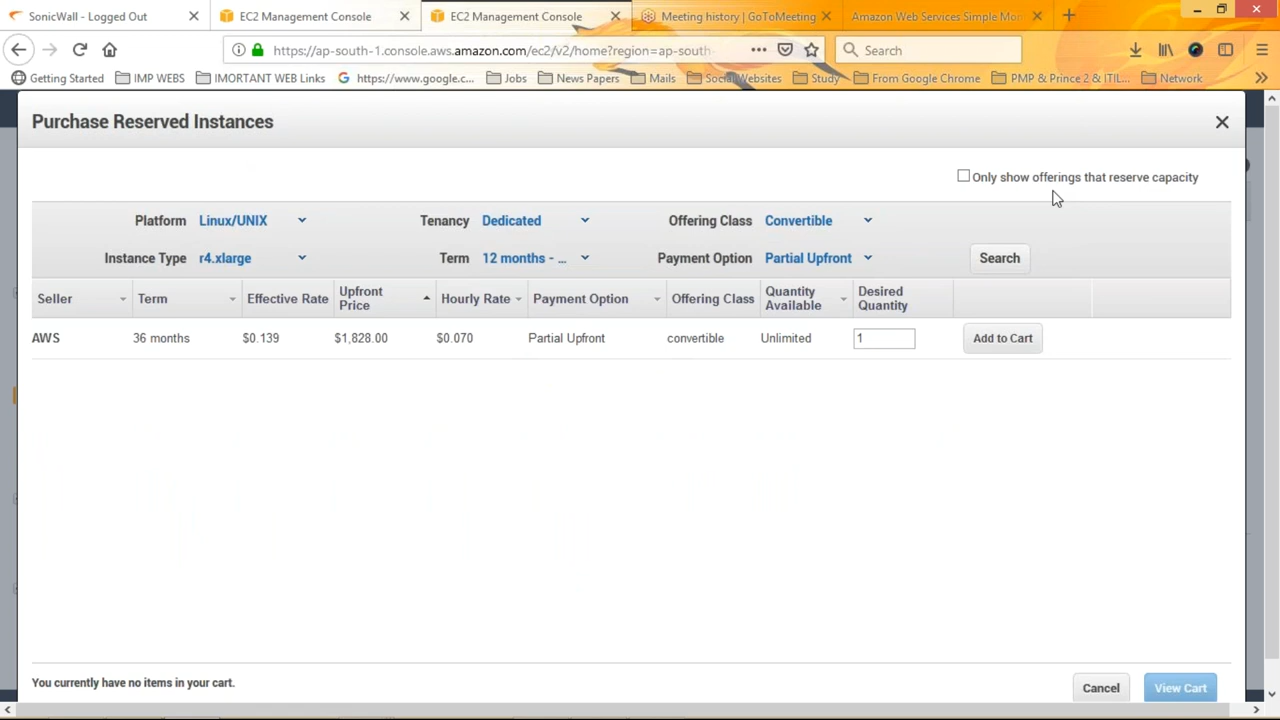 SonicWall - Logged Out
EC2 Management Console
EC2 Management Console
Meeting history | GoToMeeting
Amazon Web Services Simple Mon
https://ap-south-1.console.aws.amazon.com/ec2/v2/home?region=ap-south-
Search
Getting Started
IMP WEBS
IMORTANT WEB Links
https://www.google.c...
Jobs
News Papers
Mails
Social Websites
Study
From Google Chrome
PMP & Prince 2 & ITIL...
Network
Purchase Reserved Instances
Only show offerings that reserve capacity
Platform Linux/UNIX
Tenancy Dedicated
Offering Class Convertible
Instance Type r4.xlarge
Term 12 months - ...
Payment Option Partial Upfront
Search
Seller
Term
Effective Rate
Upfront Price
Hourly Rate
Payment Option
Offering Class
Quantity Available
Desired Quantity
AWS 36 months $0.139 $1,828.00 $0.070 Partial Upfront convertible Unlimited 1 Add to Cart
You currently have no items in your cart.
Cancel
View Cart